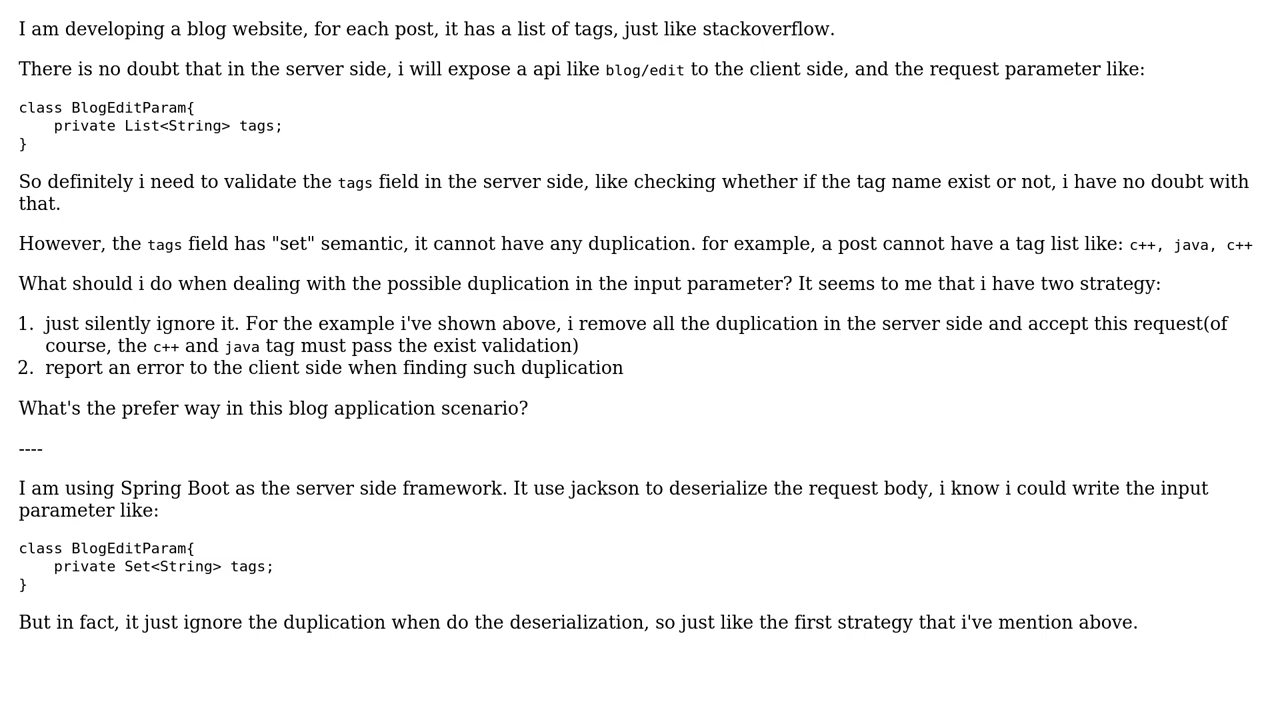 I am developing a blog website, for each post, it has a list of tags, just like stackoverflow.
There is no doubt that in the server side, i will expose a api like blog/edit to the client side, and the request parameter like:
class BlogEditParam{
    private List<String> tags;
}
So definitely i need to validate the tags field in the server side, like checking whether if the tag name exist or not, i have no doubt with
that.
However, the tags field has "set" semantic, it cannot have any duplication. for example, a post cannot have a tag list like: c++, java, c++
What should i do when dealing with the possible duplication in the input parameter? It seems to me that i have two strategy:
1. just silently ignore it. For the example i've shown above, i remove all the duplication in the server side and accept this request(of
course, the c++ and java tag must pass the exist validation)
2. report an error to the client side when finding such duplication
What's the prefer way in this blog application scenario?
----
I am using Spring Boot as the server side framework. It use jackson to deserialize the request body, i know i could write the input
parameter like:
class BlogEditParam{
    private Set<String> tags;
}
But in fact, it just ignore the duplication when do the deserialization, so just like the first strategy that i've mention above.